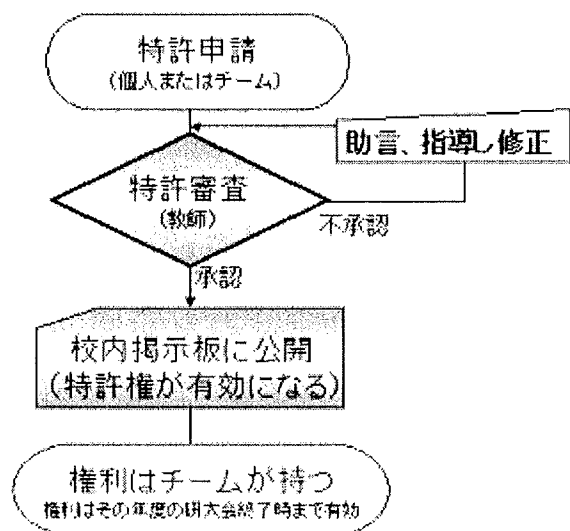 特許申請
(個人またはチーム)
助言、指導し修正
特許審査
(教師)
不承認
承認
校内掲示板に公開
(特許権が有効になる)
権利はチームが持つ
権利はその年度の研大会終了時まで有効